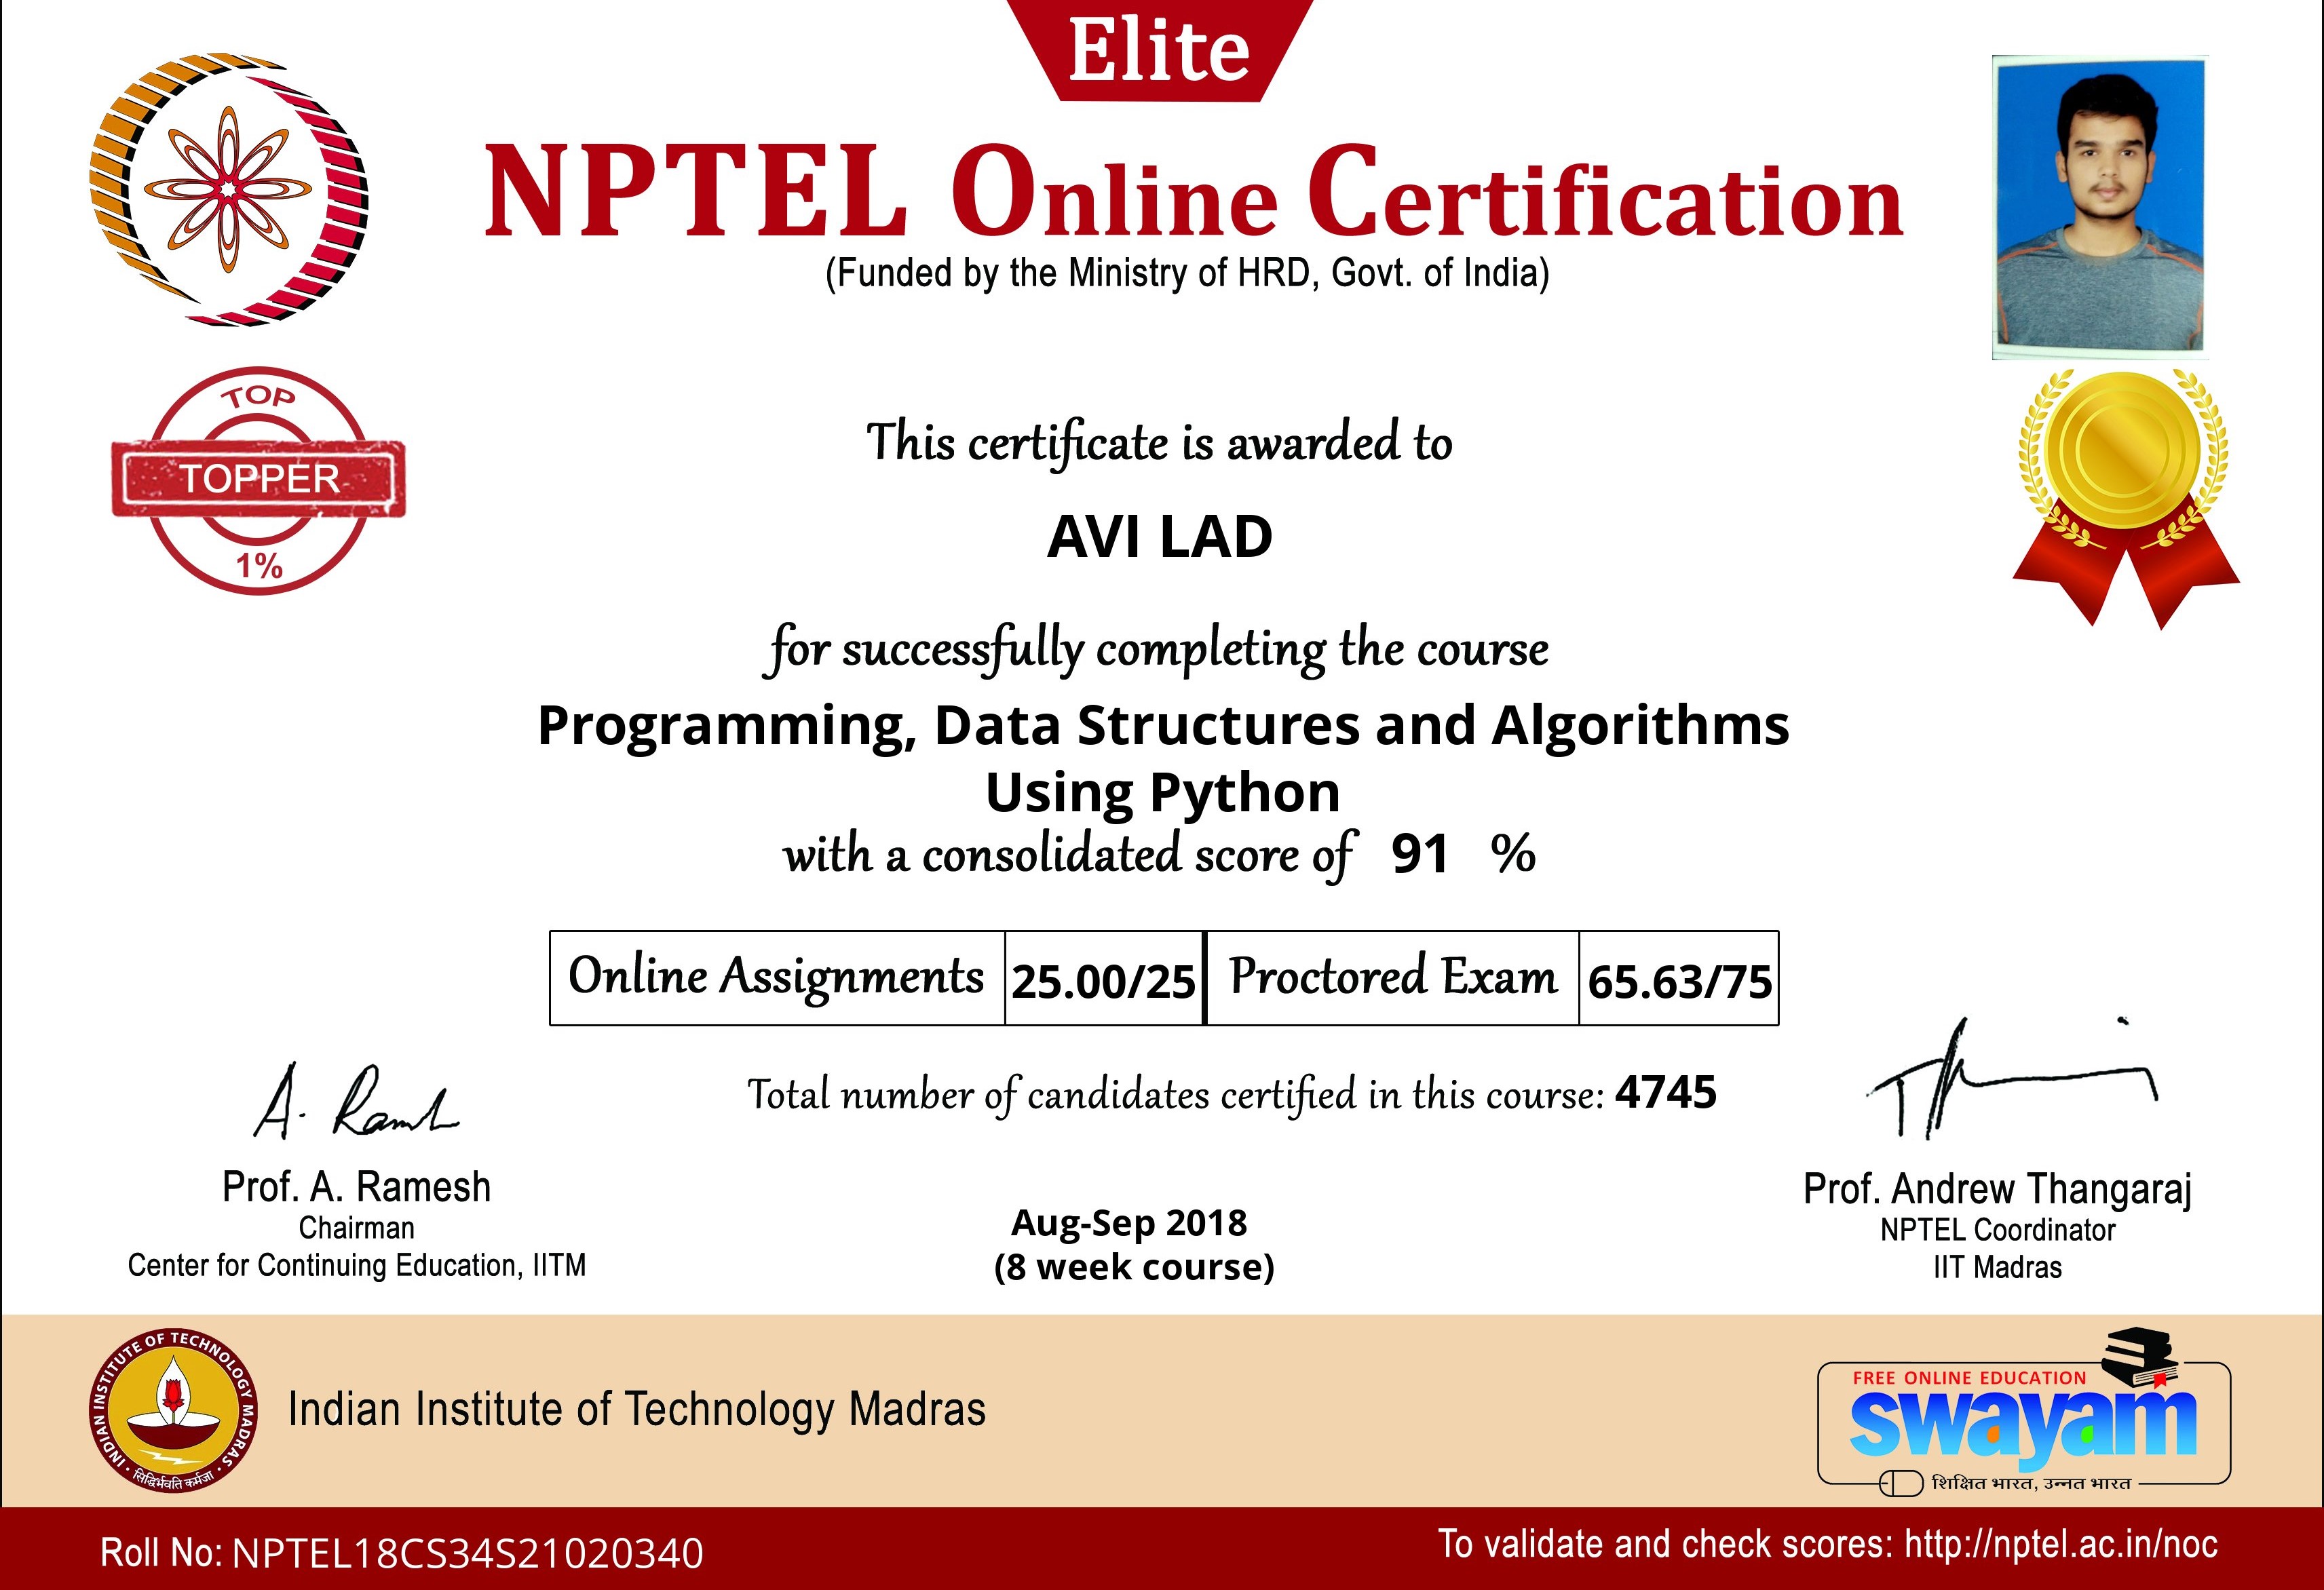 Elite
NPTEL Online Certification
(Funded by the Ministry of HRD, Govt. of India)
TOP
TOPPER
1%
This certificate is awarded to
AVI LAD
for successfully completing the course
Programming, Data Structures and Algorithms
Using Python
with a consolidated score of 91 %
Online Assignments 25.00/25 Proctored Exam 65.63/75
Total number of candidates certified in this course: 4745
A. Ramesh
Prof. A. Ramesh
Chairman
Center for Continuing Education, IITM
Aug-Sep 2018
(8 week course)
Prof. Andrew Thangaraj
NPTEL Coordinator
IIT Madras
INDIAN INSTITUTE OF TECHNOLOGY MADRAS
सिद्धिर्भवति कर्मजा
Indian Institute of Technology Madras
FREE ONLINE EDUCATION
swayam
शिक्षित भारत, उन्नत भारत
Roll No: NPTEL18CS34S21020340
To validate and check scores: http://nptel.ac.in/noc